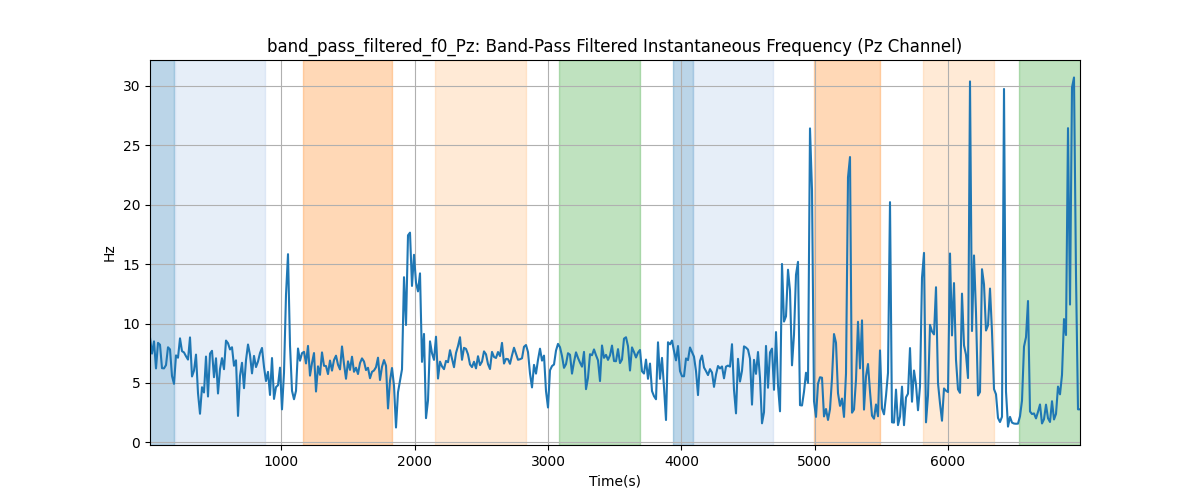 band_pass_filtered_f0_Pz: Band-Pass Filtered Instantaneous Frequency (Pz Channel)
30
25
20
15
10
5
0
Hz
1000 2000 3000 4000 5000 6000
Time(s)